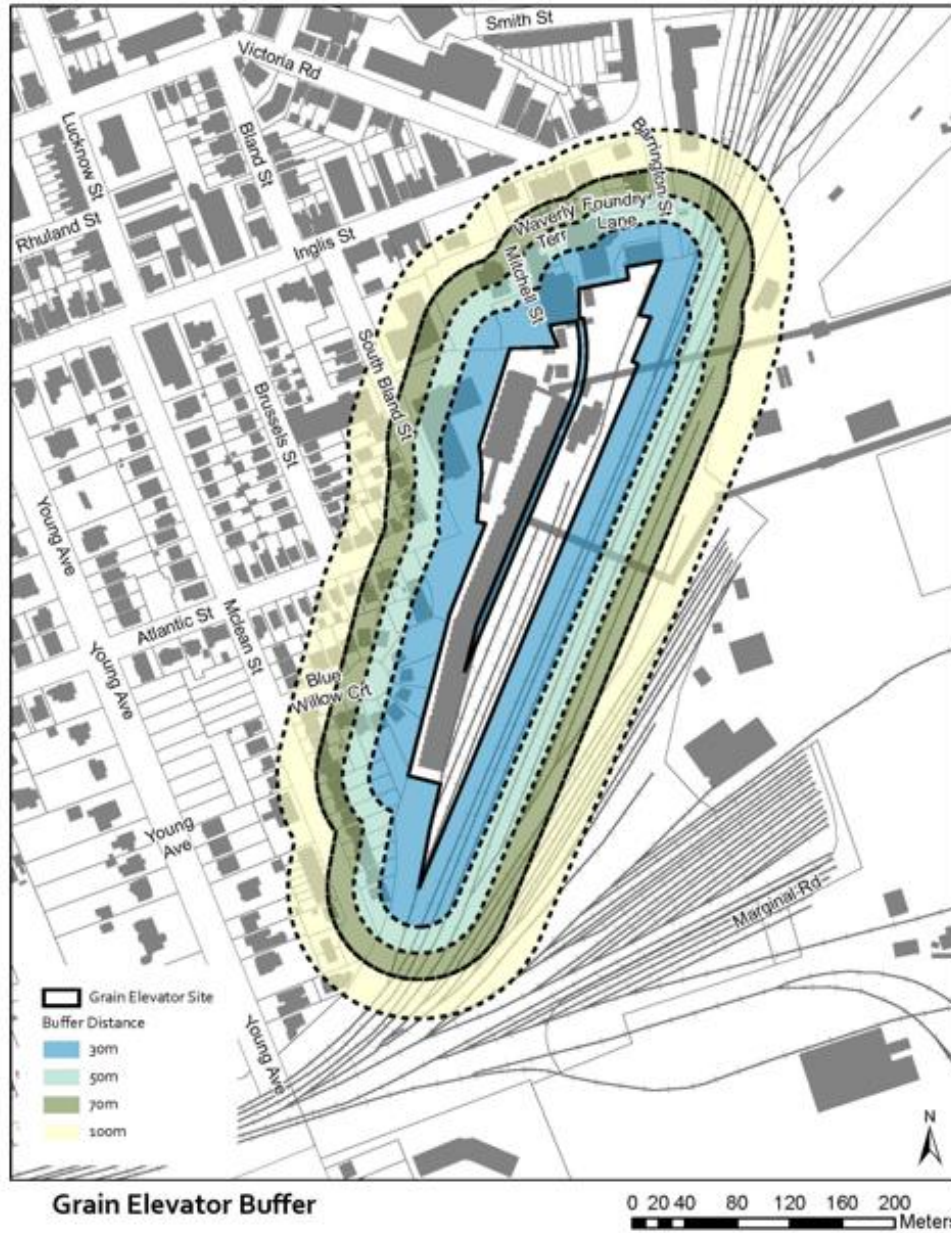 Smith St
Victoria Rd
Lucknow St
Bland St
Barrington St
Rhuland St
Inglis St
Waverly
Terr
Foundry
Lane
Mitchell St
South Bland St
Brussels St
Young Ave
Atlantic St
Mclean St
Young Ave
Blue
Willow Crt
Young
Ave
Marginal Rd
Young Ave
Grain Elevator Site
Buffer Distance
30m
50m
70m
100m
N
Grain Elevator Buffer
0 20 40 80 120 160 200
Meters